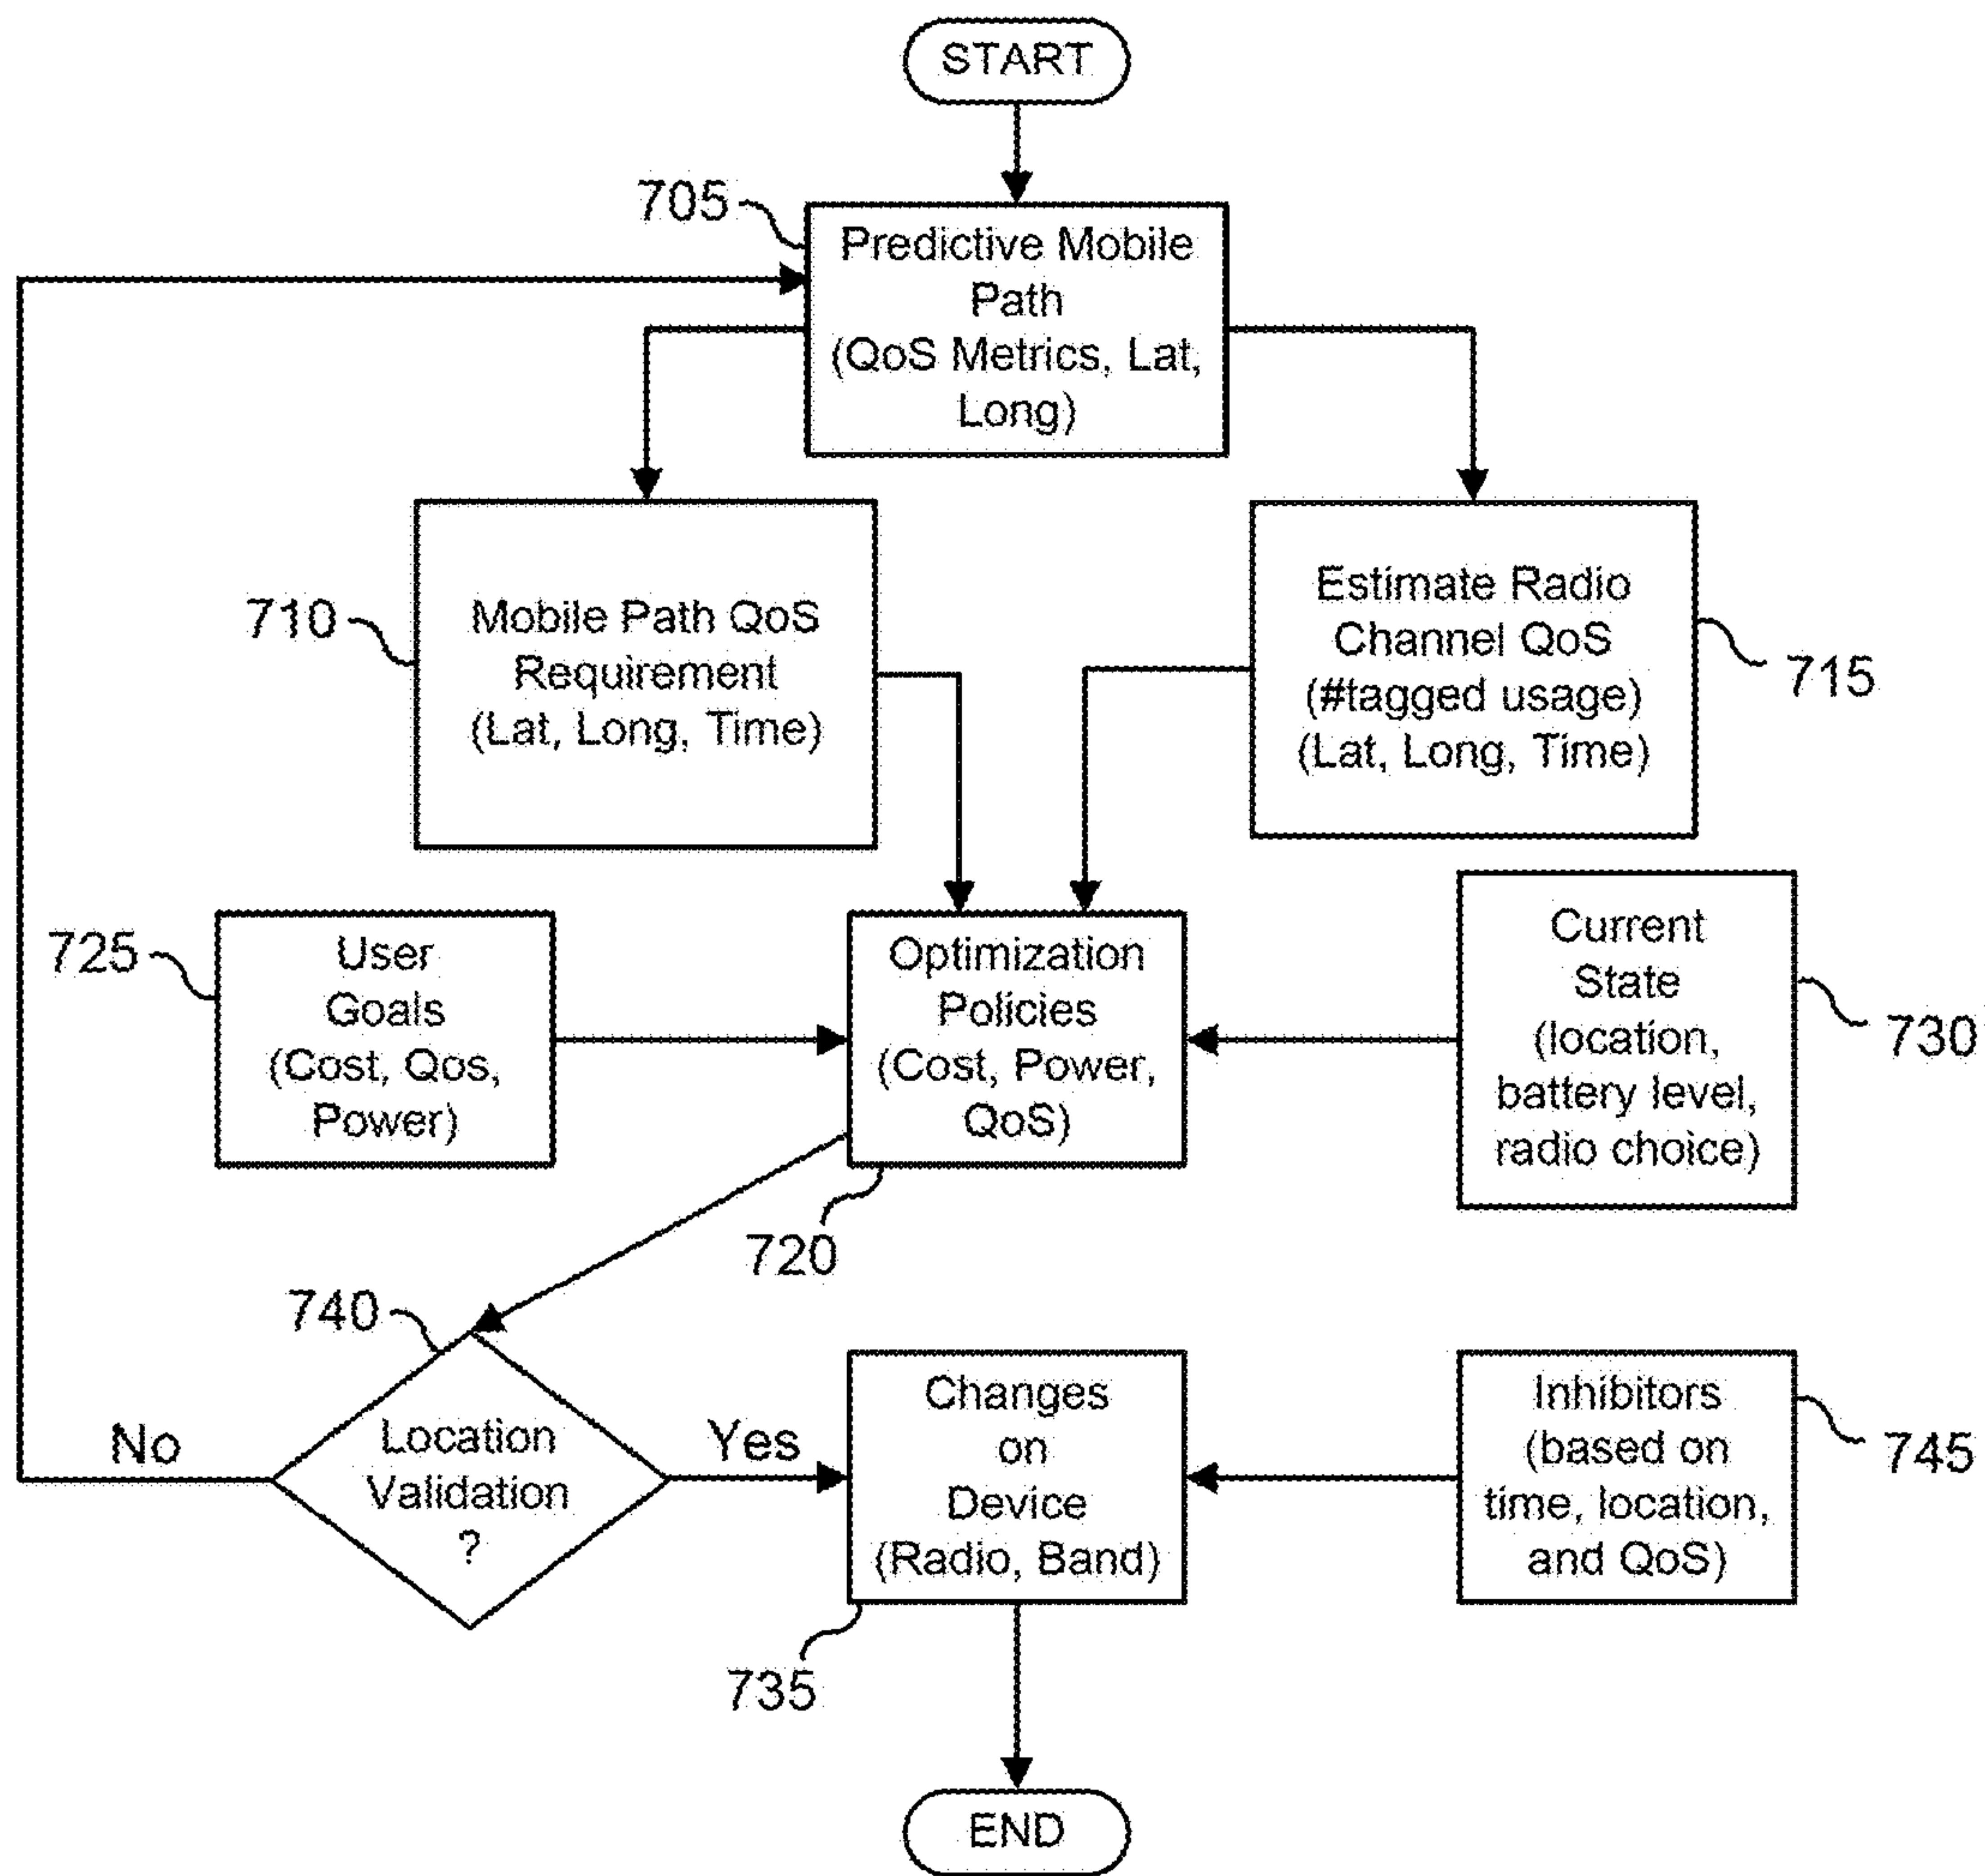 START
705
Predictive Mobile
Path
(QoS Metrics, Lat,
Long)
710
Mobile Path QoS
Requirement
(Lat, Long, Time)
Estimate Radio
Channel QoS
(#tagged usage)
(Lat, Long, Time)
715
725
User
Goals
(Cost, Qos,
Power)
Optimization
Policies
(Cost, Power,
QoS)
720
Current
State
(location,
battery level,
radio choice)
730
740
Location
Validation
?
No
Yes
Changes
on
Device
(Radio, Band)
735
Inhibitors
(based on
time, location,
and QoS)
745
END